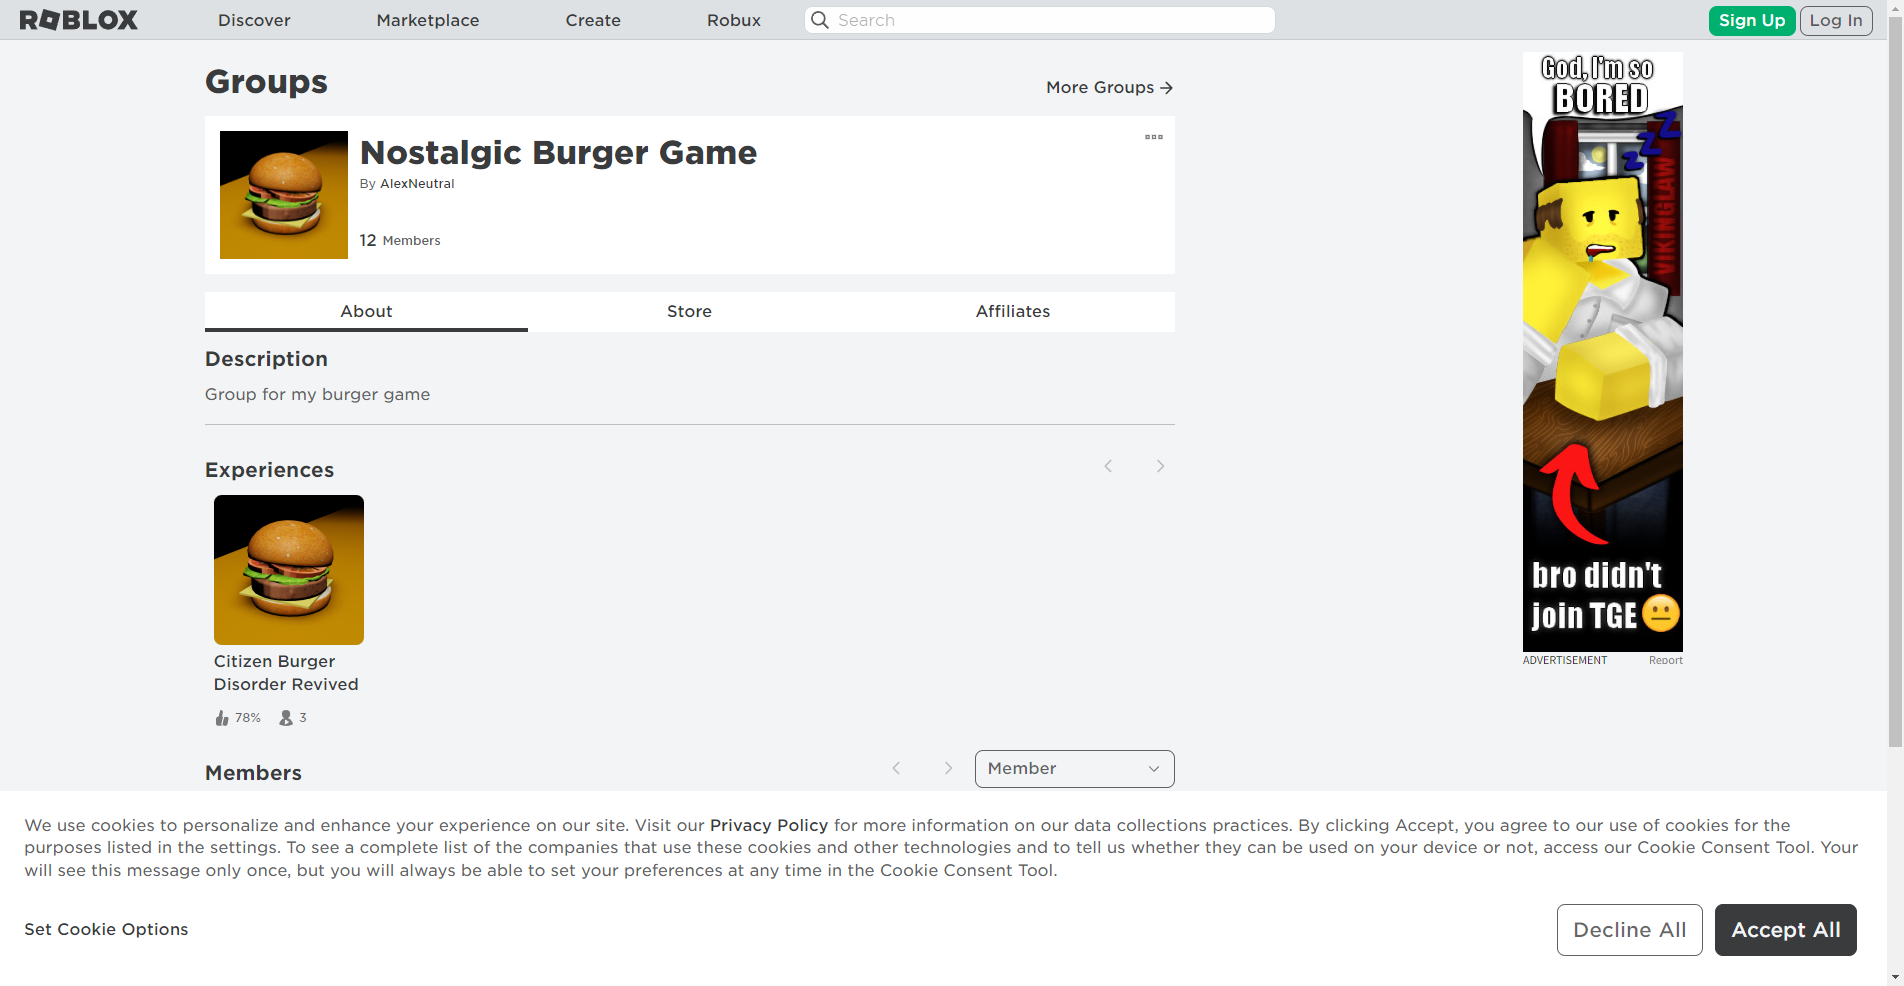 ROBLOX
Discover
Marketplace
Create
Robux
Search
Sign Up
Log In
Groups
More Groups →
Nostalgic Burger Game
By AlexNeutral
12 Members
About
Store
Affiliates
Description
Group for my burger game
Experiences
Citizen Burger
Disorder Revived
78% 3
Members
Member
God, I'm so
BORED
zzZ
VIKINGLAW
bro didn't
join TGE
ADVERTISEMENT
Report
We use cookies to personalize and enhance your experience on our site. Visit our Privacy Policy for more information on our data collections practices. By clicking Accept, you agree to our use of cookies for the
purposes listed in the settings. To see a complete list of the companies that use these cookies and other technologies and to tell us whether they can be used on your device or not, access our Cookie Consent Tool. Your
will see this message only once, but you will always be able to set your preferences at any time in the Cookie Consent Tool.
Set Cookie Options
Decline All
Accept All